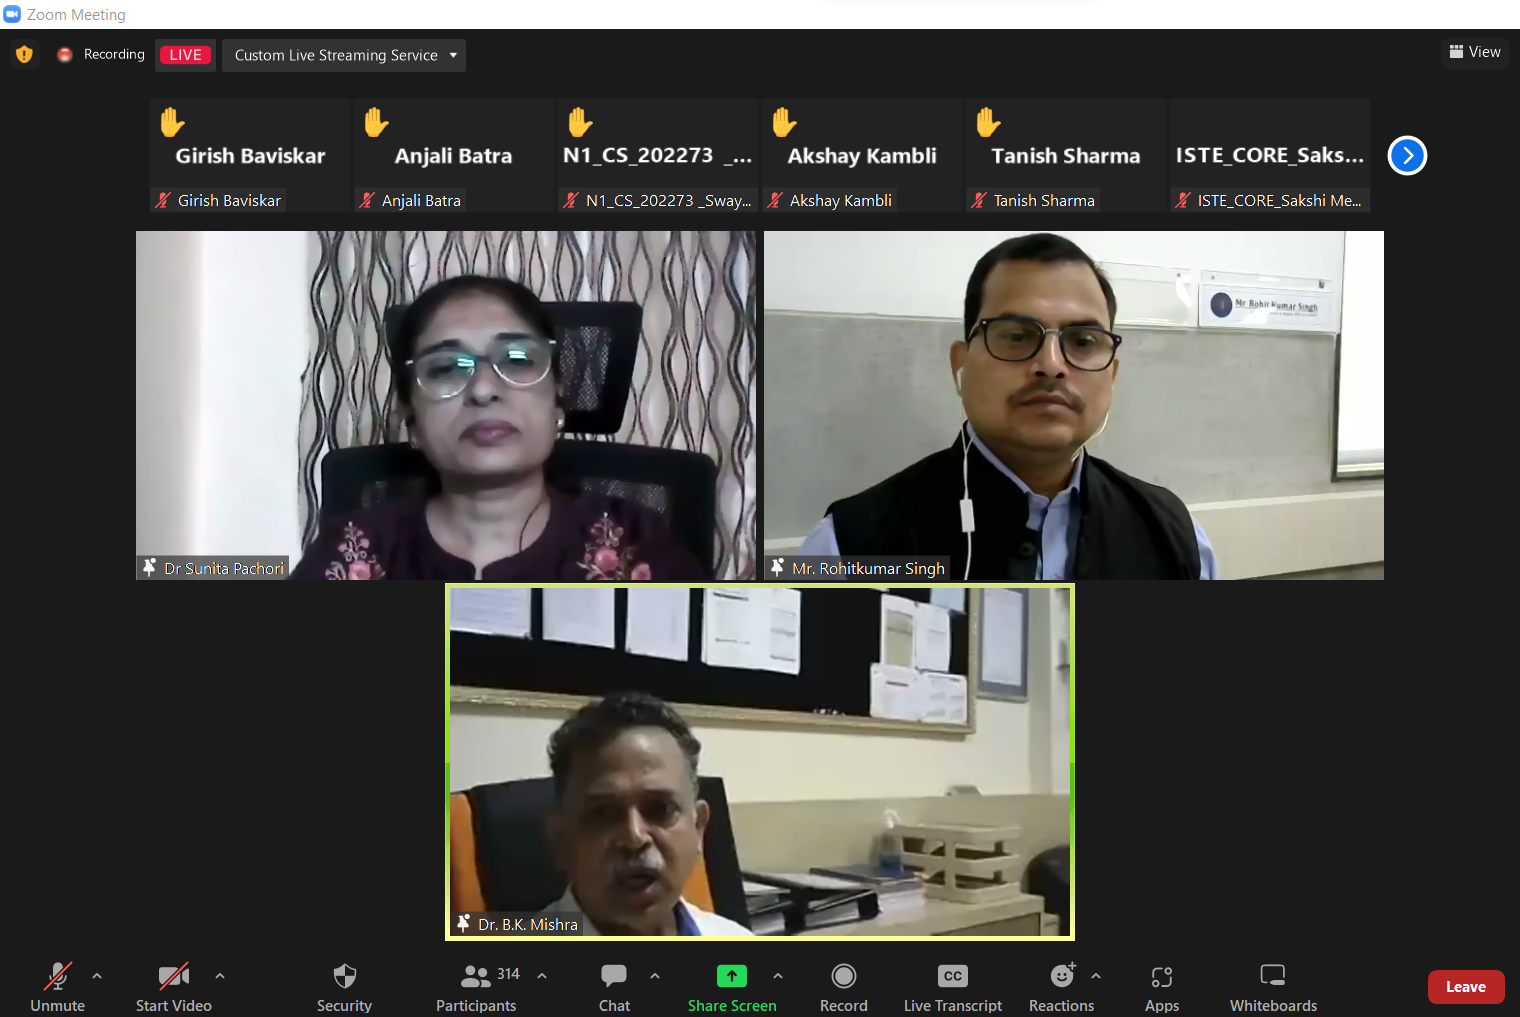 Zoom Meeting
Recording
LIVE
Custom Live Streaming Service
View
Girish Baviskar
Anjali Batra
N1_CS_202273 _...
Akshay Kambli
Tanish Sharma
ISTE_CORE_Saks...
Girish Baviskar
Anjali Batra
N1_CS_202273 _Sway...
Akshay Kambli
Tanish Sharma
ISTE_CORE_Sakshi Me...
Mr. Rohit Kumar Singh
Dr Sunita Pachori
Mr. Rohitkumar Singh
Dr. B.K. Mishra
314
CC
Unmute
Start Video
Security
Participants
Chat
Share Screen
Record
Live Transcript
Reactions
Apps
Whiteboards
Leave